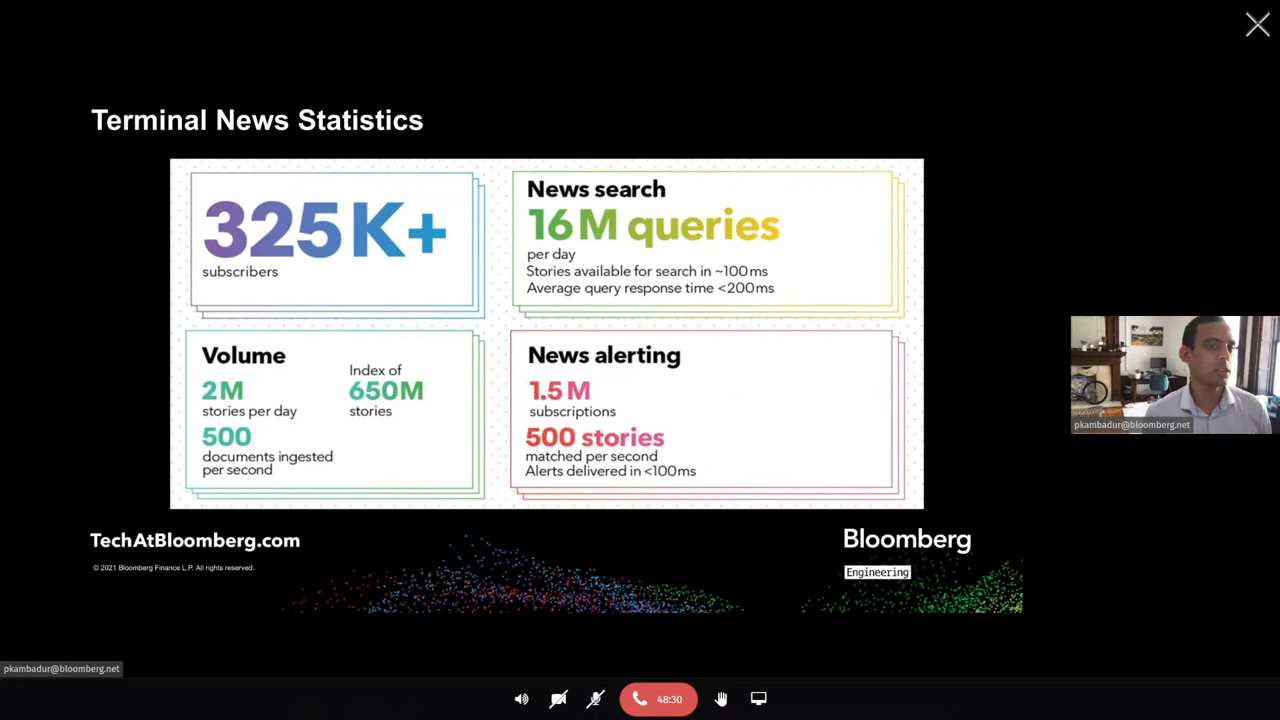 Terminal News Statistics
325K+
subscribers
News search
16M queries
per day
Stories available for search in ~100ms
Average query response time <200ms
Volume
2M
stories per day
Index of
650M
stories
500
documents ingested
per second
News alerting
1.5M
subscriptions
500 stories
matched per second
Alerts delivered in <100ms
pkambadur@bloomberg.net
TechAtBloomberg.com
© 2021 Bloomberg Finance L.P. All rights reserved.
Bloomberg
Engineering
pkambadur@bloomberg.net
48:30